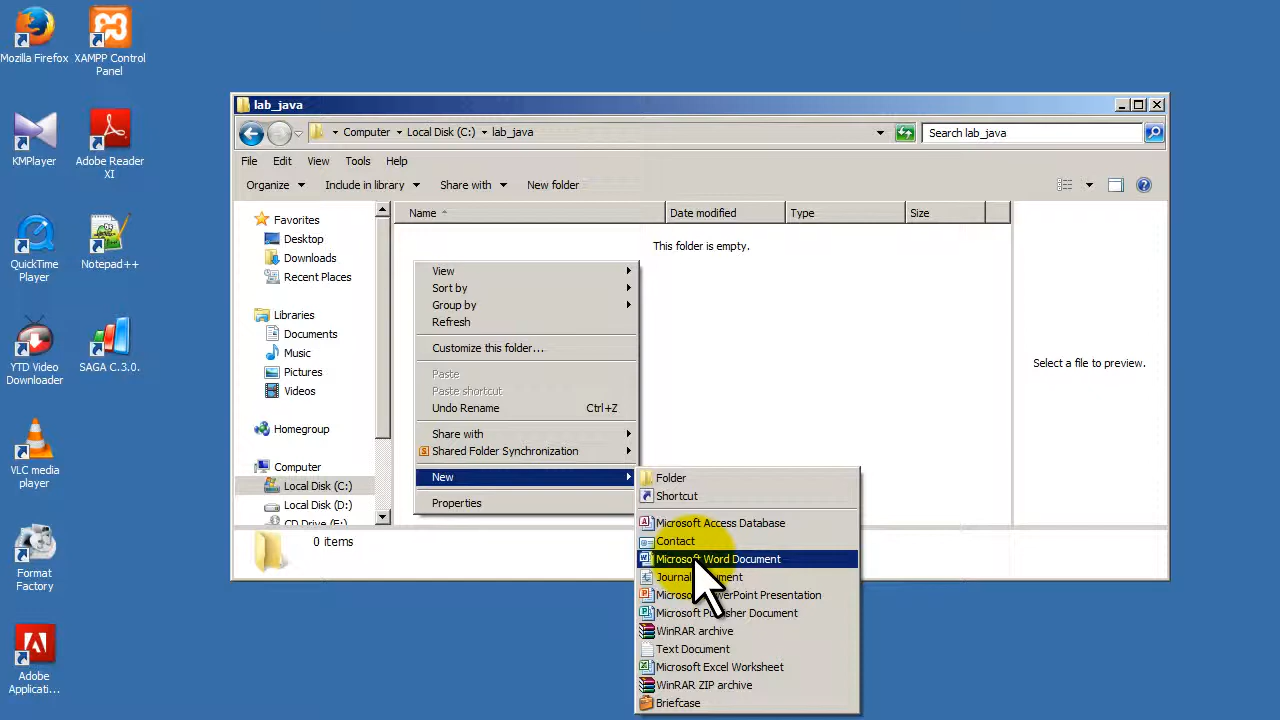 Mozilla Firefox
XAMPP Control
Panel
KMPlayer
Adobe Reader
XI
QuickTime
Player
Notepad++
YTD Video
Downloader
SAGA C.3.0.
VLC media
player
Format
Factory
Adobe
Applicati...
lab_java
Computer
Local Disk (C:)
lab_java
Search lab_java
File Edit View Tools Help
Organize Include in library Share with New folder
Favorites
Desktop
Downloads
Recent Places
Libraries
Documents
Music
Pictures
Videos
Homegroup
Computer
Local Disk (C:)
Local Disk (D:)
CD Drive (F:)
Name Date modified Type Size
This folder is empty.
Select a file to preview.
0 items
View
Sort by
Group by
Refresh
Customize this folder...
Paste
Paste shortcut
Undo Rename Ctrl+Z
Share with
Shared Folder Synchronization
New
Properties
Folder
Shortcut
Microsoft Access Database
Contact
Microsoft Word Document
Journal Document
Microsoft PowerPoint Presentation
Microsoft Publisher Document
WinRAR archive
Text Document
Microsoft Excel Worksheet
WinRAR ZIP archive
Briefcase